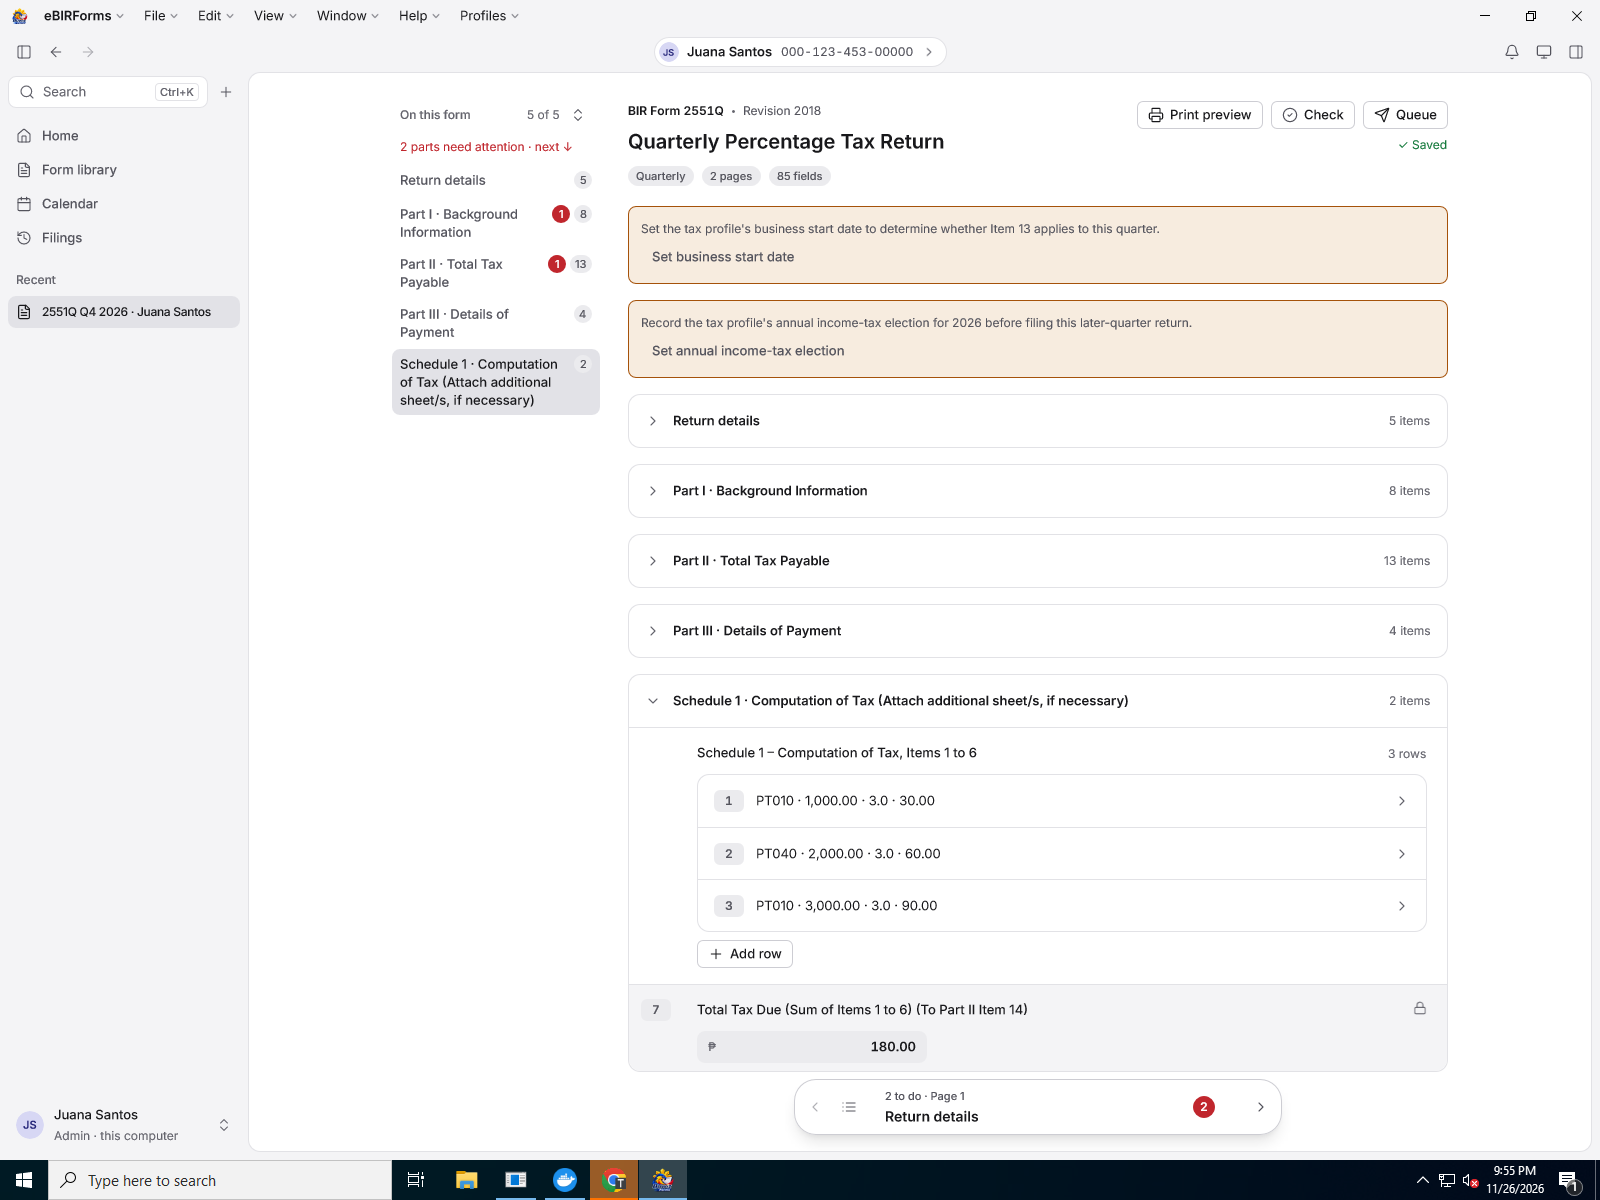 eBIRForms File Edit View Window Help Profiles
JS Juana Santos 000-123-453-00000
Search Ctrl+K
Home
Form library
Calendar
Filings
Recent
2551Q Q4 2026 · Juana Santos
On this form 5 of 5
2 parts need attention · next ↓
Return details 5
Part I · Background Information 1 8
Part II · Total Tax Payable 1 13
Part III · Details of Payment 4
Schedule 1 · Computation of Tax (Attach additional sheet/s, if necessary) 2
BIR Form 2551Q • Revision 2018
Quarterly Percentage Tax Return
Quarterly 2 pages 85 fields
Print preview Check Queue
✓ Saved
Set the tax profile's business start date to determine whether Item 13 applies to this quarter.
Set business start date
Record the tax profile's annual income-tax election for 2026 before filing this later-quarter return.
Set annual income-tax election
Return details 5 items
Part I · Background Information 8 items
Part II · Total Tax Payable 13 items
Part III · Details of Payment 4 items
Schedule 1 · Computation of Tax (Attach additional sheet/s, if necessary) 2 items
Schedule 1 – Computation of Tax, Items 1 to 6 3 rows
1 PT010 · 1,000.00 · 3.0 · 30.00
2 PT040 · 2,000.00 · 3.0 · 60.00
3 PT010 · 3,000.00 · 3.0 · 90.00
+ Add row
7 Total Tax Due (Sum of Items 1 to 6) (To Part II Item 14)
₱ 180.00
2 to do · Page 1
Return details 2
JS Juana Santos
Admin · this computer
Type here to search
9:55 PM
11/26/2026
1